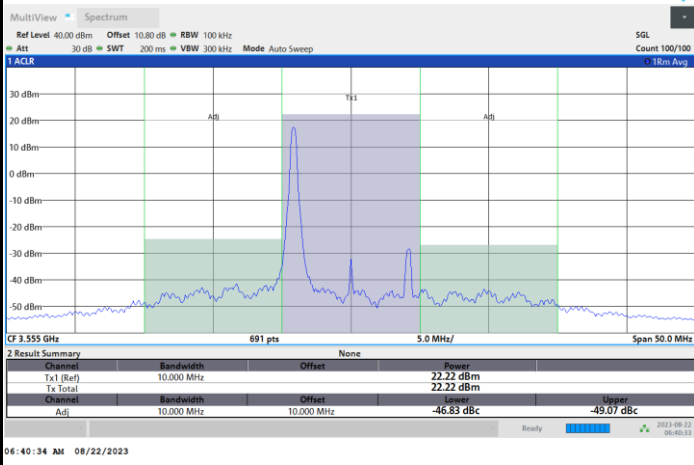 MultiView Spectrum
Ref Level 40.00 dBm Offset 10.80 dB RBW 100 kHz SGL
Att 30 dB SWT 200 ms VBW 300 kHz Mode Auto Sweep Count 100/100
1 ACLR 1Rm Avg
30 dBm
Tx1
20 dBm Adj Adj
10 dBm
0 dBm
-10 dBm
-20 dBm
-30 dBm
-40 dBm
-50 dBm
CF 3.555 GHz 691 pts 5.0 MHz/ Span 50.0 MHz
2 Result Summary None
Channel Bandwidth Offset Power
Tx1 (Ref) 10.000 MHz 22.22 dBm
Tx Total 22.22 dBm
Channel Bandwidth Offset Lower Upper
Adj 10.000 MHz 10.000 MHz -46.83 dBc -49.07 dBc
Ready 2023-08-22
06:40:33
06:40:34 AM 08/22/2023